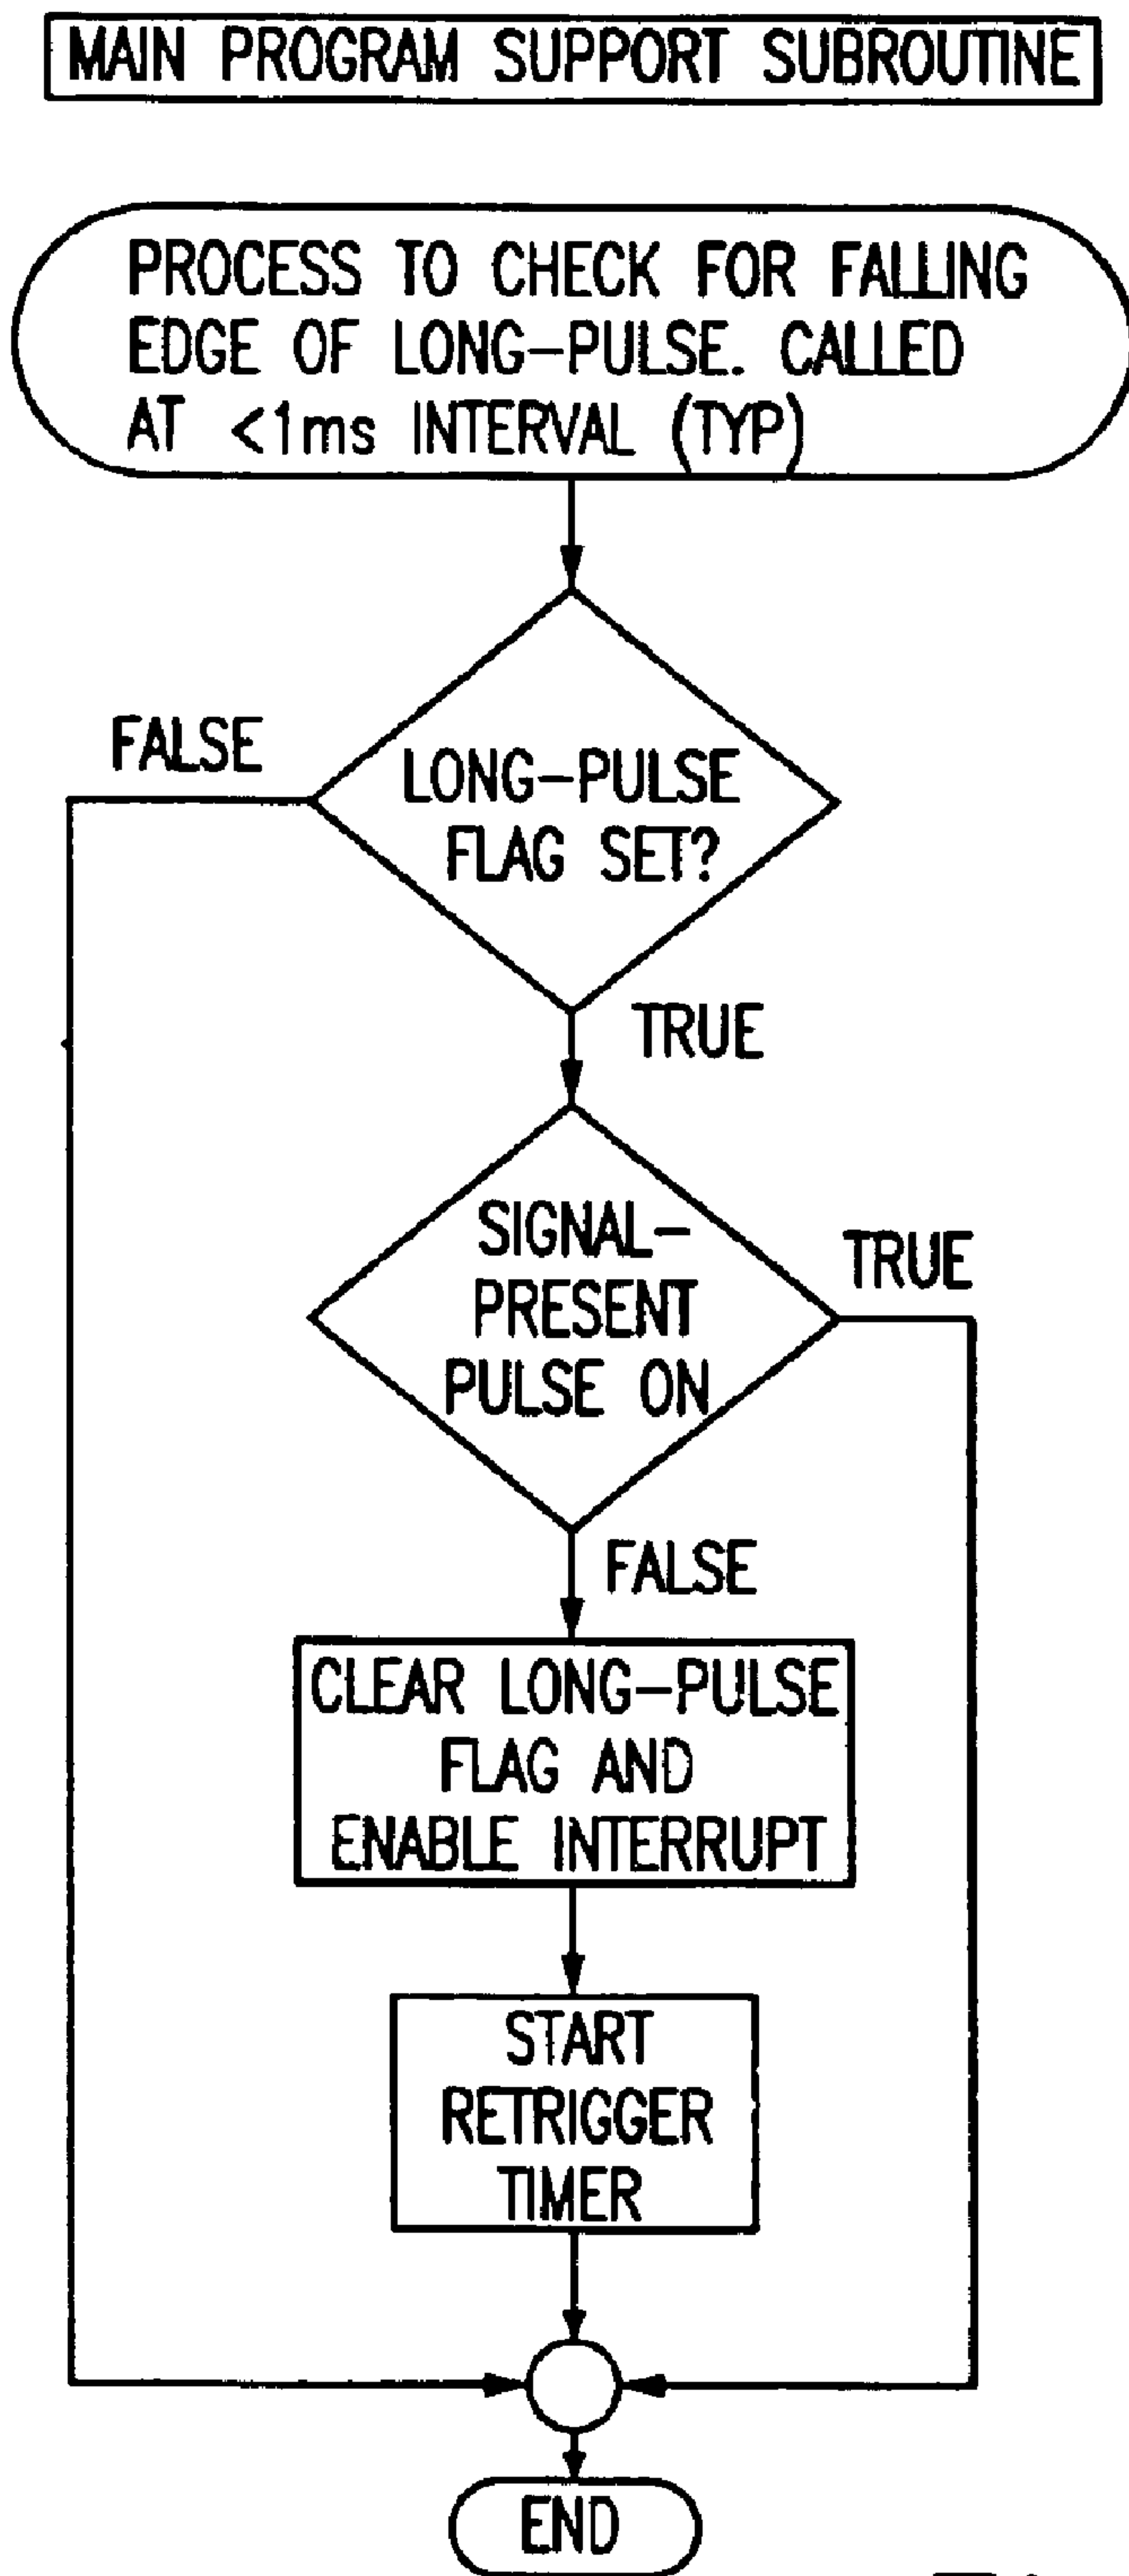 MAIN PROGRAM SUPPORT SUBROUTINE
PROCESS TO CHECK FOR FALLING
EDGE OF LONG-PULSE. CALLED
AT <1ms INTERVAL (TYP)
FALSE
LONG-PULSE
FLAG SET?
TRUE
SIGNAL-
PRESENT
PULSE ON
TRUE
FALSE
CLEAR LONG-PULSE
FLAG AND
ENABLE INTERRUPT
START
RETRIGGER
TIMER
END